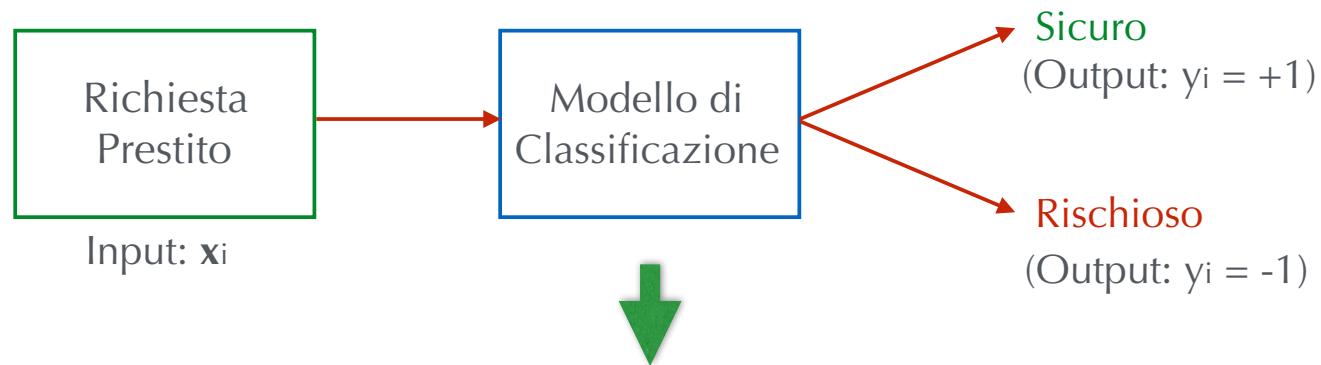 Richiesta
Prestito
Input: xi
Modello di
Classificazione
Sicuro
(Output: yi = +1)
Rischioso
(Output: yi = -1)